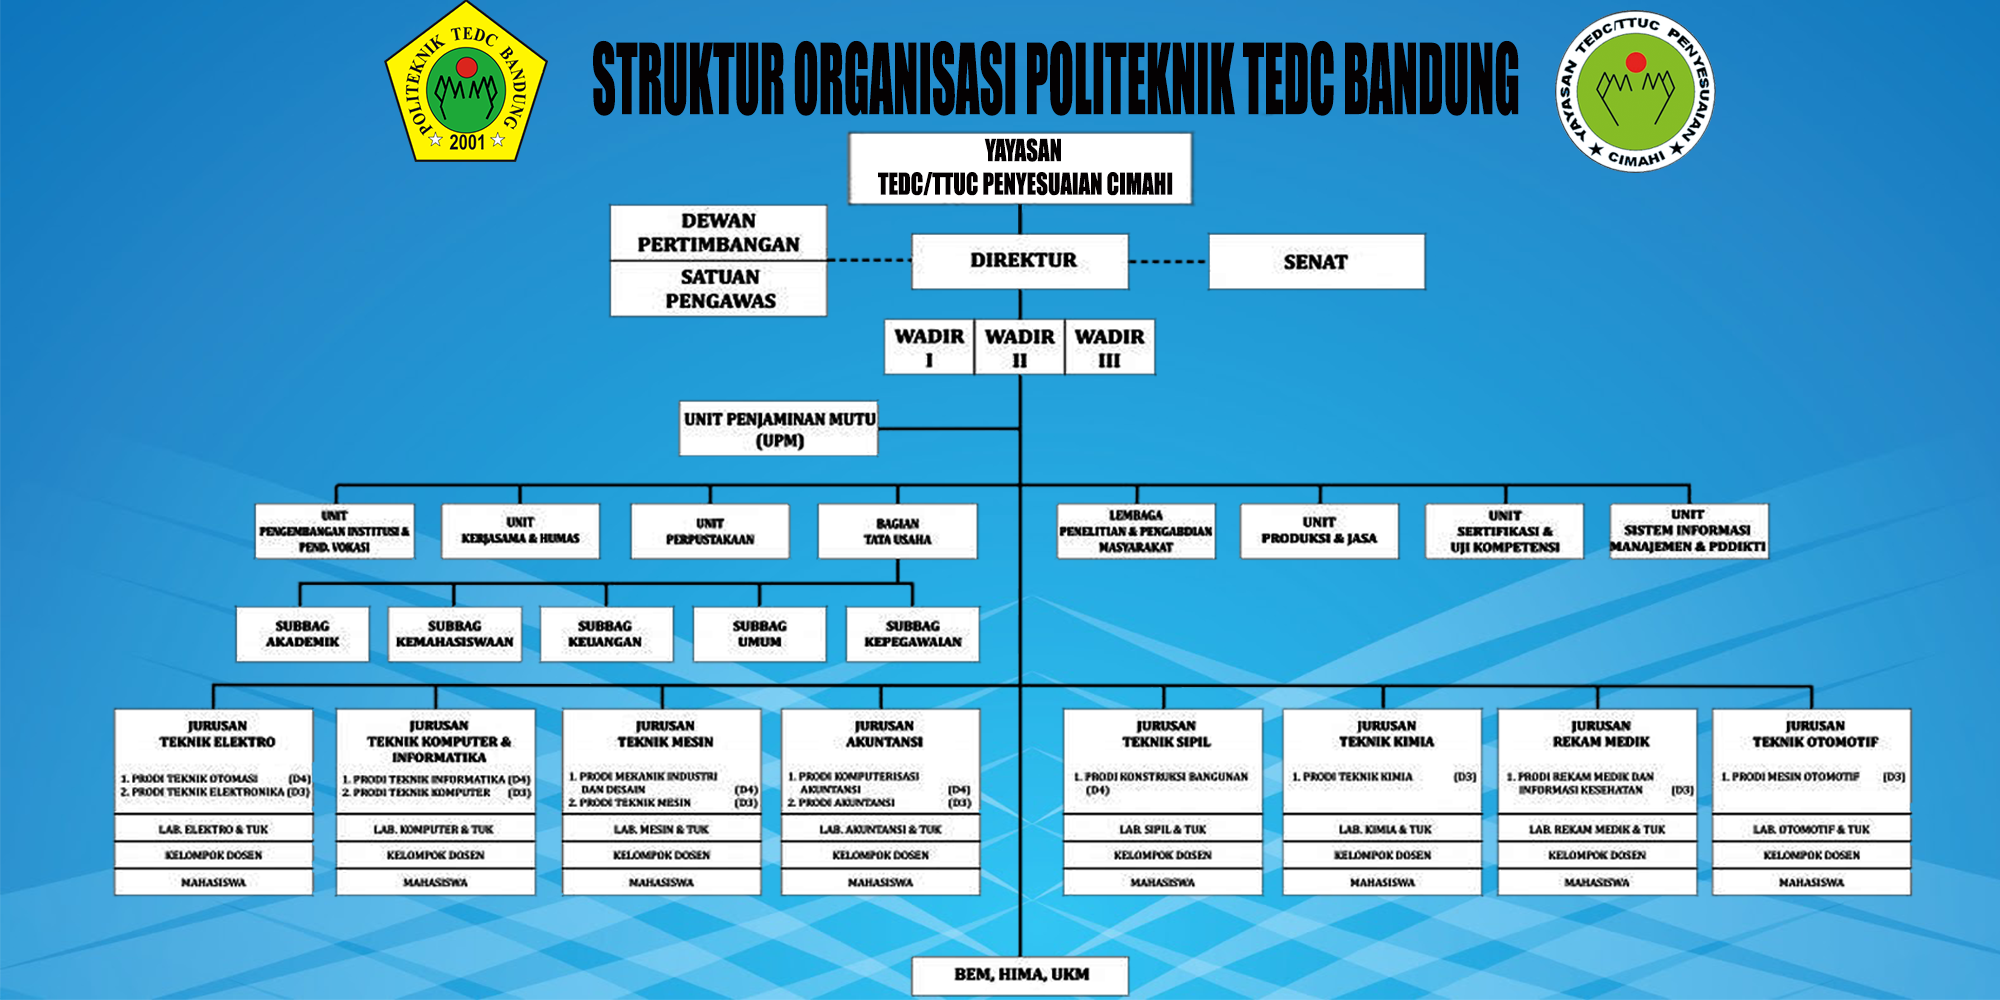 POLITEKNIK TEDC BANDUNG
2001
STRUKTUR ORGANISASI POLITEKNIK TEDC BANDUNG
YAYASAN TEDC/TTUC PENYESUAIAN
CIMAHI
YAYASAN
TEDC/TTUC PENYESUAIAN CIMAHI
DEWAN
PERTIMBANGAN
SATUAN
PENGAWAS
DIREKTUR
SENAT
WADIR
I
WADIR
II
WADIR
III
UNIT PENJAMINAN MUTU
(UPM)
UNIT
PENGEMBANGAN INSTITUSI &
PEND. VOKASI
UNIT
KERJASAMA & HUMAS
UNIT
PERPUSTAKAAN
BAGIAN
TATA USAHA
LEMBAGA
PENELITIAN & PENGABDIAN
MASYARAKAT
UNIT
PRODUKSI & JASA
UNIT
SERTIFIKASI &
UJI KOMPETENSI
UNIT
SISTEM INFORMASI
MANAJEMEN & PDDIKTI
SUBBAG
AKADEMIK
SUBBAG
KEMAHASISWAAN
SUBBAG
KEUANGAN
SUBBAG
UMUM
SUBBAG
KEPEGAWAIAN
JURUSAN
TEKNIK ELEKTRO
1. PRODI TEKNIK OTOMASI (D4)
2. PRODI TEKNIK ELEKTRONIKA (D3)
LAB. ELEKTRO & TUK
KELOMPOK DOSEN
MAHASISWA
JURUSAN
TEKNIK KOMPUTER &
INFORMATIKA
1. PRODI TEKNIK INFORMATIKA (D4)
2. PRODI TEKNIK KOMPUTER (D3)
LAB. KOMPUTER & TUK
KELOMPOK DOSEN
MAHASISWA
JURUSAN
TEKNIK MESIN
1. PRODI MEKANIK INDUSTRI
DAN DESAIN (D4)
2. PRODI TEKNIK MESIN (D3)
LAB. MESIN & TUK
KELOMPOK DOSEN
MAHASISWA
JURUSAN
AKUNTANSI
1. PRODI KOMPUTERISASI
AKUNTANSI (D4)
2. PRODI AKUNTANSI (D3)
LAB. AKUNTANSI & TUK
KELOMPOK DOSEN
MAHASISWA
JURUSAN
TEKNIK SIPIL
1. PRODI KONSTRUKSI BANGUNAN
(D4)
LAB. SIPIL & TUK
KELOMPOK DOSEN
MAHASISWA
JURUSAN
TEKNIK KIMIA
1. PRODI TEKNIK KIMIA (D3)
LAB. KIMIA & TUK
KELOMPOK DOSEN
MAHASISWA
JURUSAN
REKAM MEDIK
1. PRODI REKAM MEDIK DAN
INFORMASI KESEHATAN (D3)
LAB. REKAM MEDIK & TUK
KELOMPOK DOSEN
MAHASISWA
JURUSAN
TEKNIK OTOMOTIF
1. PRODI MESIN OTOMOTIF (D3)
LAB. OTOMOTIF & TUK
KELOMPOK DOSEN
MAHASISWA
BEM, HIMA, UKM